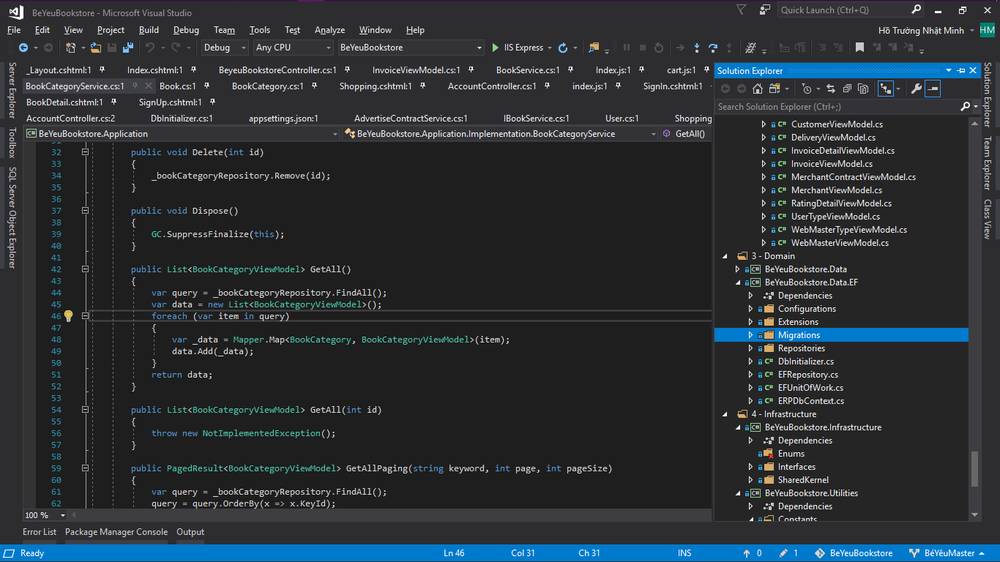 BeYeuBookstore - Microsoft Visual Studio
Quick Launch (Ctrl+Q)
File Edit View Project Build Debug Team Tools Test Analyze Window Help
Hồ Trường Nhật Minh HM
Debug Any CPU BeYeuBookstore IIS Express
_Layout.cshtml:1 Index.cshtml:1 BeyeuBookstoreController.cs:1 InvoiceViewModel.cs:1 BookService.cs:1 Index.js:1 cart.js:1
BookCategoryService.cs:1 Book.cs:1 BookCategory.cs:1 Shopping.cshtml:1 AccountController.cs:1 index.js:1 SignIn.cshtml:1
BookDetail.cshtml:1 SignUp.cshtml:1
AccountController.cs:2 DbInitializer.cs:1 appsettings.json:1 AdvertiseContractService.cs:1 IBookService.cs:1 User.cs:1 Shopping
BeYeuBookstore.Application BeYeuBookstore.Application.Implementation.BookCategoryService GetAll()
Server Explorer
Toolbox
SQL Server Object Explorer
32 public void Delete(int id)
33 {
34 _bookCategoryRepository.Remove(id);
35 }
36
37 public void Dispose()
38 {
39 GC.SuppressFinalize(this);
40 }
41
42 public List<BookCategoryViewModel> GetAll()
43 {
44 var query = _bookCategoryRepository.FindAll();
45 var data = new List<BookCategoryViewModel>();
46 foreach (var item in query)
47 {
48 var _data = Mapper.Map<BookCategory, BookCategoryViewModel>(item);
49 data.Add(_data);
50 }
51 return data;
52 }
53
54 public List<BookCategoryViewModel> GetAll(int id)
55 {
56 throw new NotImplementedException();
57 }
58
59 public PagedResult<BookCategoryViewModel> GetAllPaging(string keyword, int page, int pageSize)
60 {
61 var query = _bookCategoryRepository.FindAll();
62 query = query.OrderBy(x => x.KeyId);
100 %
Solution Explorer
Search Solution Explorer (Ctrl+;)
C# CustomerViewModel.cs
C# DeliveryViewModel.cs
C# InvoiceDetailViewModel.cs
C# InvoiceViewModel.cs
C# MerchantContractViewModel.cs
C# MerchantViewModel.cs
C# RatingDetailViewModel.cs
C# UserTypeViewModel.cs
C# WebMasterTypeViewModel.cs
C# WebMasterViewModel.cs
3 - Domain
C# BeYeuBookstore.Data
C# BeYeuBookstore.Data.EF
Dependencies
Configurations
Extensions
Migrations
Repositories
C# DbInitializer.cs
C# EFRepository.cs
C# EFUnitOfWork.cs
C# ERPDbContext.cs
4 - Infrastructure
C# BeYeuBookstore.Infrastructure
Dependencies
Enums
Interfaces
SharedKernel
C# BeYeuBookstore.Utilities
Dependencies
Constants
Solution Explorer
Team Explorer
Class View
Error List Package Manager Console Output
Ready Ln 46 Col 31 Ch 31 INS 0 1 BeYeuBookstore BéYêuMaster